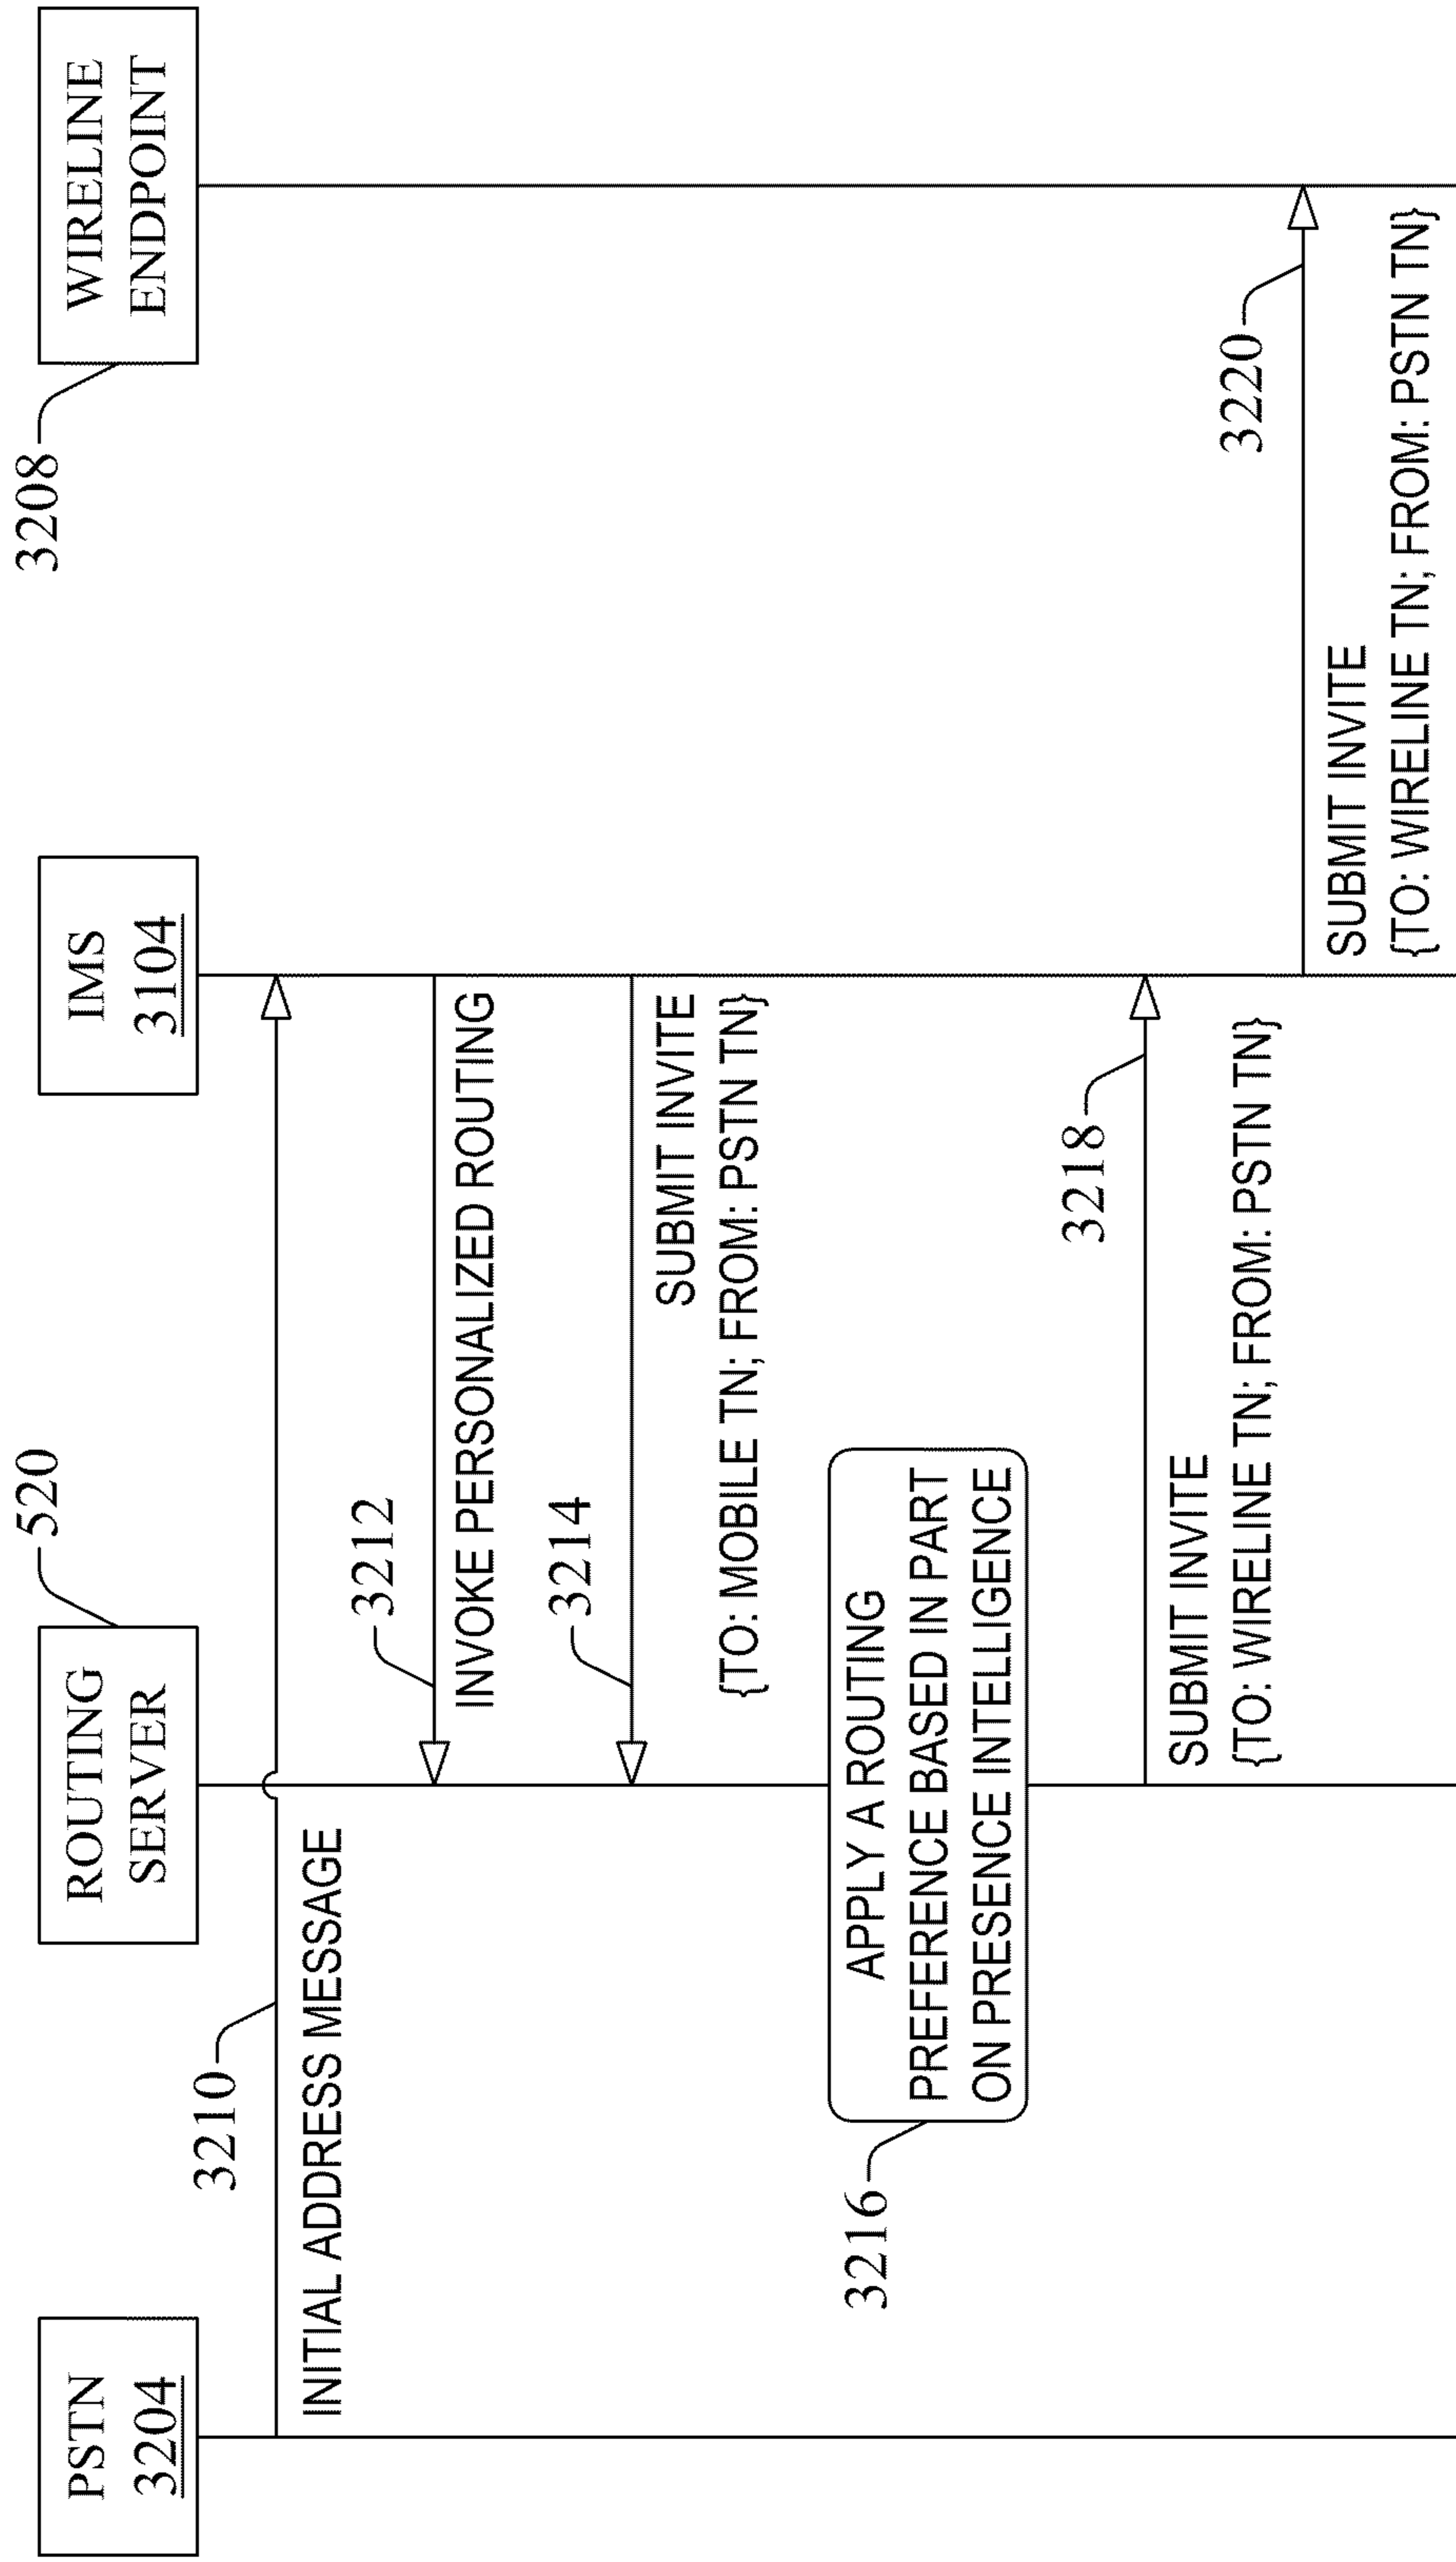 PSTN
3204
ROUTING
SERVER
520
IMS
3104
3208
WIRELINE
ENDPOINT
3210
INITIAL ADDRESS MESSAGE
3212
INVOKE PERSONALIZED ROUTING
3214
SUBMIT INVITE
{TO: MOBILE TN; FROM: PSTN TN}
3216
APPLY A ROUTING
PREFERENCE BASED IN PART
ON PRESENCE INTELLIGENCE
3218
SUBMIT INVITE
{TO: WIRELINE TN; FROM: PSTN TN}
3220
SUBMIT INVITE
{TO: WIRELINE TN; FROM: PSTN TN}